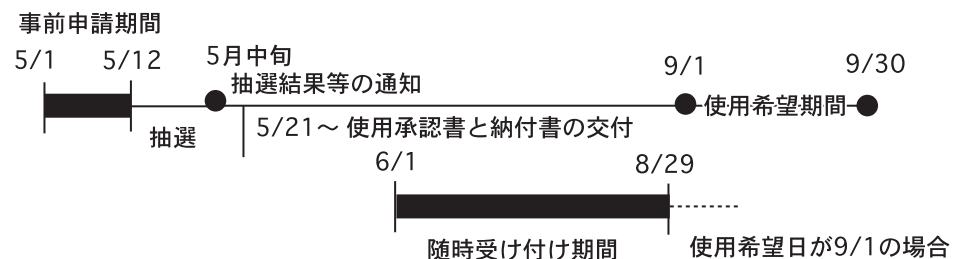 事前申請期間
5/1
5/12
5月中旬
抽選結果等の通知
9/1
9/30
使用希望期間
抽選
5/21〜 使用承認書と納付書の交付
6/1
8/29
随時受け付け期間
使用希望日が9/1の場合